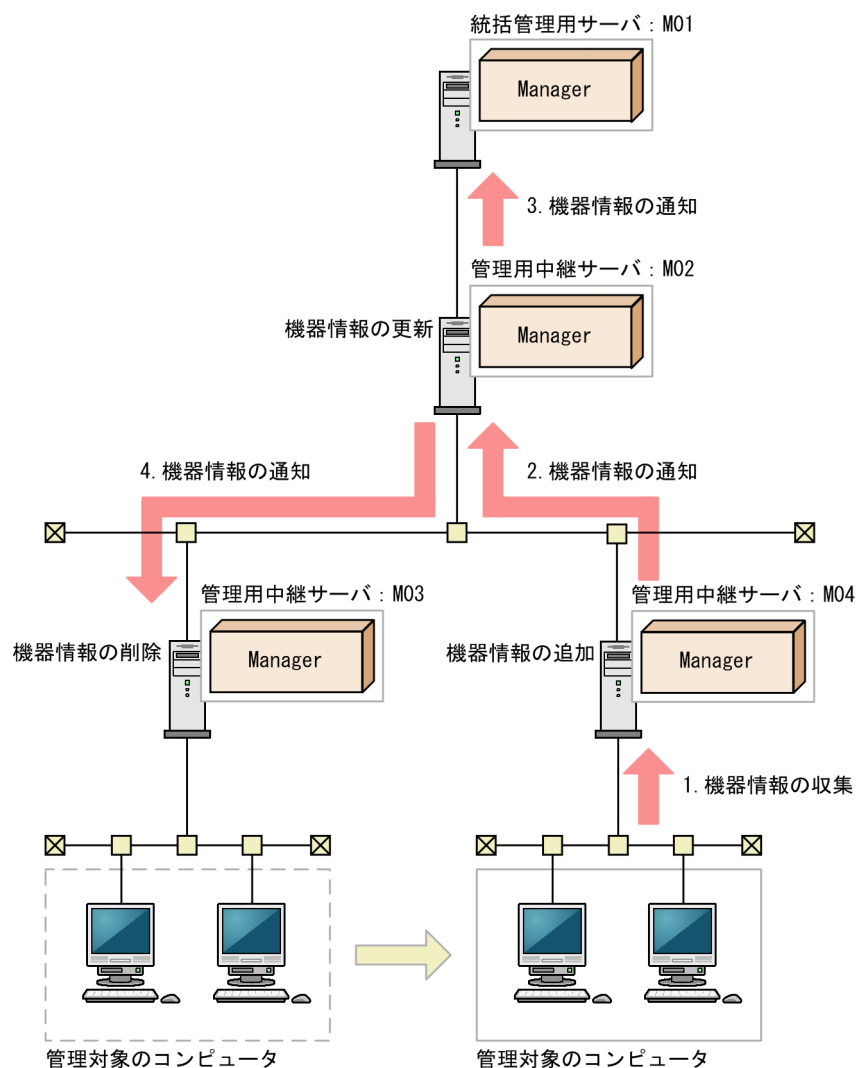 統括管理用サーバ：M01
Manager
3. 機器情報の通知
管理用中継サーバ：M02
機器情報の更新
Manager
4. 機器情報の通知
2. 機器情報の通知
管理用中継サーバ：M03
管理用中継サーバ：M04
機器情報の削除
Manager
機器情報の追加
Manager
1. 機器情報の収集
管理対象のコンピュータ
管理対象のコンピュータ